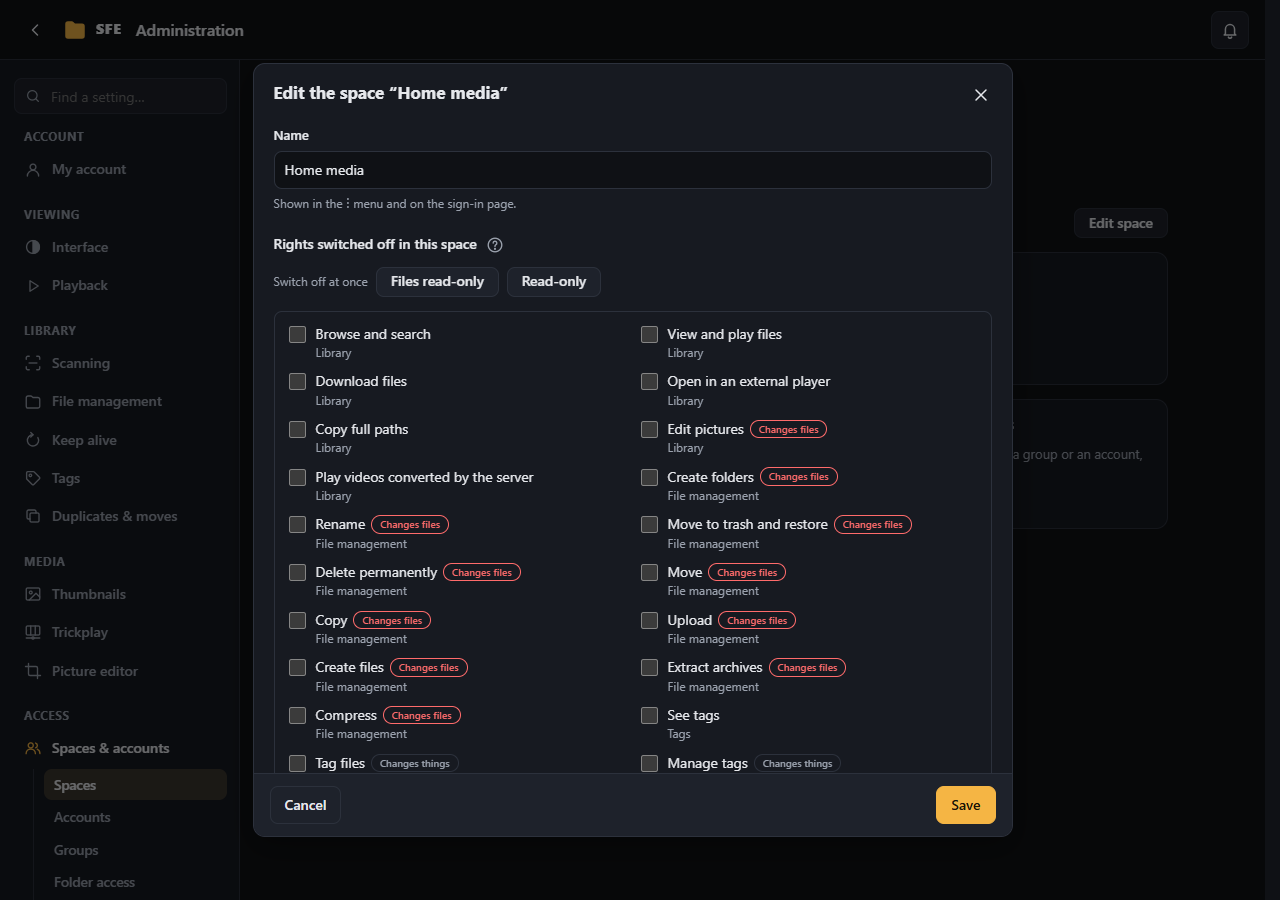 SFE Administration
Find a setting...
ACCOUNT
My account
VIEWING
Interface
Playback
LIBRARY
Scanning
File management
Keep alive
Tags
Duplicates & moves
MEDIA
Thumbnails
Trickplay
Picture editor
ACCESS
Spaces & accounts
Spaces
Accounts
Groups
Folder access
Edit space
a group or an account,
Edit the space “Home media”
Name
Home media
Shown in the ⋮ menu and on the sign-in page.
Rights switched off in this space ?
Switch off at once Files read-only Read-only
Browse and search
Library
View and play files
Library
Download files
Library
Open in an external player
Library
Copy full paths
Library
Edit pictures Changes files
Library
Play videos converted by the server
Library
Create folders Changes files
File management
Rename Changes files
File management
Move to trash and restore Changes files
File management
Delete permanently Changes files
File management
Move Changes files
File management
Copy Changes files
File management
Upload Changes files
File management
Create files Changes files
File management
Extract archives Changes files
File management
Compress Changes files
File management
See tags
Tags
Tag files Changes things
Manage tags Changes things
Cancel
Save